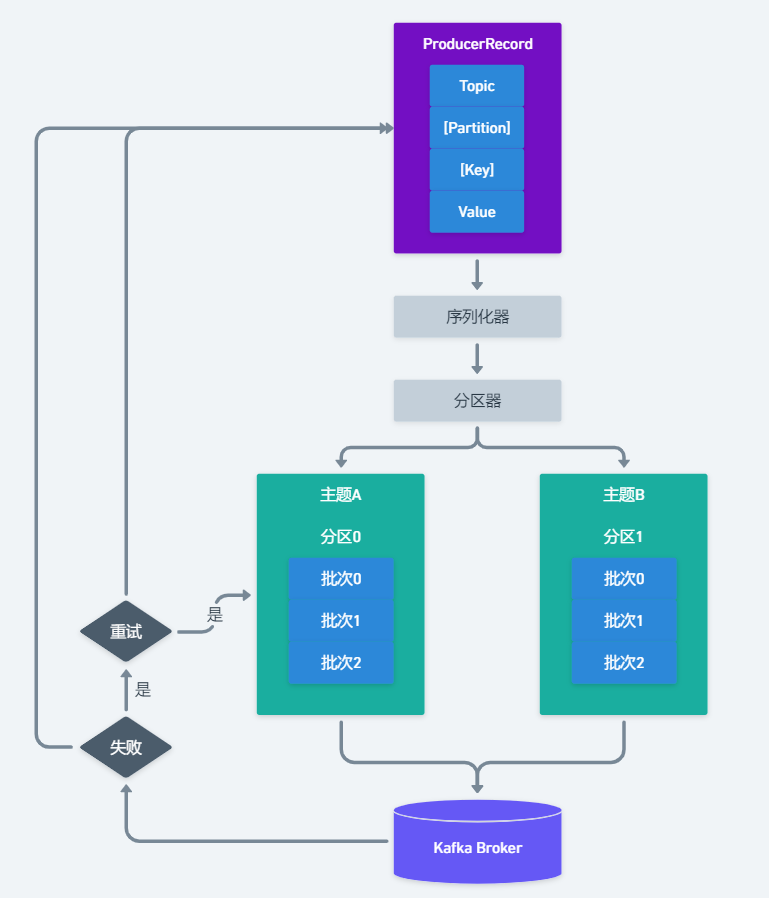 ProducerRecord
Topic
[Partition]
[Key]
Value
序列化器
分区器
主题A
分区0
批次0
批次1
批次2
主题B
分区1
批次0
批次1
批次2
是
重试
是
失败
Kafka Broker